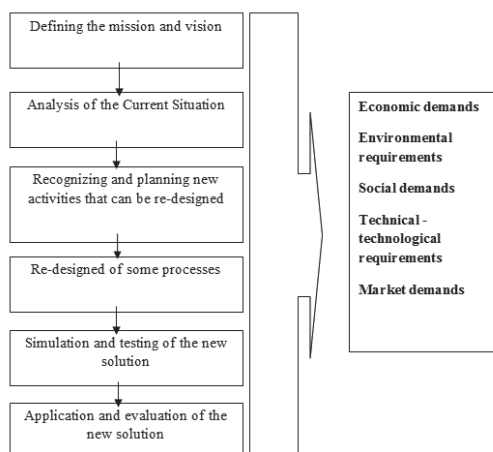 Defining the mission and vision
Analysis of the Current Situation
Recognizing and planning new
activities that can be re-designed
Re-designed of some processes
Simulation and testing of the new
solution
Application and evaluation of the
new solution
Economic demands
Environmental
requirements
Social demands
Technical -
technological
requirements
Market demands